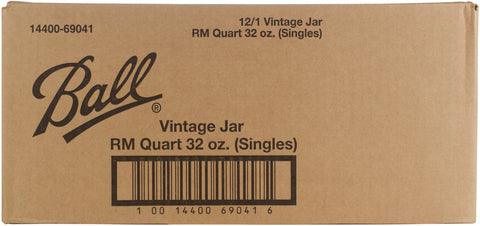 14400-69041
12/1 Vintage Jar
RM Quart 32 oz. (Singles)
Ball®
Vintage Jar
RM Quart 32 oz. (Singles)
1 00 14400 69041 6